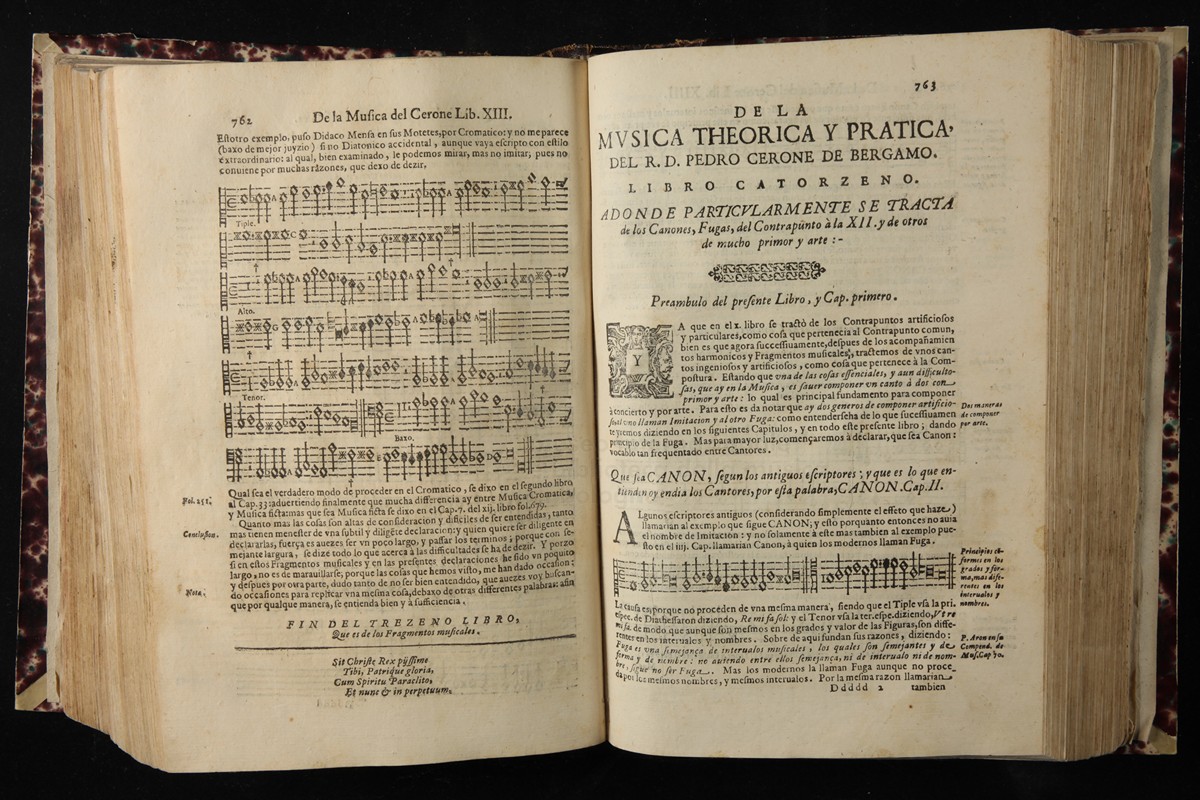 762
De la Musica del Cerone Lib. XIII.
Estotro exemplo, puso Didaco Mensa en sus Motetes, por Cromatico: y no me parece
(baxo de mejor juyzio) si no Diatonico accidental, aunque vaya escripto con estilo
extraordinario: al qual, bien examinado, le podemos mirar, mas no imitar, pues no
conuiene por muchas râzones, que dexo de dezir,
Tiple.
Alto.
Tenor.
Baxo.
Qual sea el verdadero modo de proceder en el Cromatico, se dixo en el segundo libro
Fol. 251.
al Cap. 33: aduertiendo finalmente que mucha differencia ay entre Musica Cromatica,
y Musica ficta: mas que sea Musica ficta se dixo en el Cap. 7. del xij. libro fol. 679.
Quanto mas las cosas son altas de consideracion y dificiles de ser entendidas, tanto
Conclusion.
mas tienen menester de vna subtil y diligẽte declaracion: y quien quiere ser diligente en
declararlas, fuerça es auezes ser vn poco largo, y passar los terminos; porque con se-
mejante largura, se dize todo lo que acerca à las difficultades se ha de dezir. Y porzo
si en estos Fragmentos musicales y en las presentes declaraciones he sido vn poquito
largo, no es de marauillarse, porque las cosas que hemos visto, me han dado occasion:
y despues por otra parte, dudo tanto de no ser bien entendido, que auezes voy buscan-
Nota.
do occasiones para replicar vna mesma cosa, debaxo de otras differentes palabras: afin
que por qualque manera, se entienda bien y à sufficiencia.
FIN DEL TREZENO LIBRO,
Que es de los Fragmentos musicales.
Sit Christe Rex pijssime
Tibi, Patrique gloria,
Cum Spiritu Paraclito,
Et nunc & in perpetuum.
763
DE LA
MVSICA THEORICA Y PRATICA,
DEL R. D. PEDRO CERONE DE BERGAMO.
LIBRO CATORZENO.
ADONDE PARTICVLARMENTE SE TRACTA
de los Canones, Fugas, del Contrapunto à la XII. y de otros
de mucho primor y arte :-
Preambulo del presente Libro, y Cap. primero.
YA que en el x. libro se tractò de los Contrapuntos artificiosos
y particulares, como cosa que pertenecia al Contrapunto comun,
bien es que agora successiuamente, despues de los acompañamien
tos harmonicos y Fragmentos musicales, tractemos de vnos can-
tos ingeniosos y artificiosos, como cosa que pertenece à la Com-
postura. Estando que vna de las cosas essenciales, y aun difficulto-
sas, que ay en la Musica, es sauer componer vn canto à dos con
primor y arte: lo qual es principal fundamento para componer
à concierto y por arte. Para esto es da notar que ay dos generos de componer artificio-
Dos maneras
so: al vno llaman Imitacion y al otro Fuga: como entenderseha de lo que successiuamen
de componer
te yremos diziendo en los siguientes Capitulos, y en todo este presente libro; dando
por arte.
principio de la Fuga. Mas para mayor luz, començaremos à declarar, que sea Canon:
vocablo tan frequentado entre Cantores.
Que sea CANON, segun los antiguos escriptores; y que es lo que en-
tienden oy endia los Cantores, por esta palabra, CANON. Cap. II.
ALgunos escriptores antiguos (considerando simplemente el effeto que haze)
llamarian al exemplo que sigue CANON; y esto porquanto entonces no auia
el nombre de Imitacion: y no solamente à este mas tambien al exemplo pue-
sto en el iiij. Cap. llamarian Canon, à quien los modernos llaman Fuga.
Principios cõ-
formes en los
grados y for-
ma, mas dife-
rentes en los
interualos y
nombres.
La causa es, porque no proceden de vna mesma manera, siendo que el Tiple vsa la pri.
espec. de Diathessaron diziendo, Re mi fa sol: y el Tenor vsa la ter. espe. diziendo, Vt re
mi fa. de modo que aunque son mesmos en los grados y valor de las Figuras, son diffe-
rentes en los interualos y nombres. Sobre de aqui fundan sus razones, diziendo:
P. Aron en su
Fuga es vna semejança de interualos musicales, los quales son semejantes y de
Compend. de
forma y de nombre: no auiendo entre ellos semejança, ni de interualo ni de nom-
Mus. Cap 70.
bre, sigue no ser Fuga. Mas los modernos la llaman Fuga aunque no proce
da por los mesmos nombres, y mesmos interualos. Por la mesma razon llamarian
Ddddd 2 tambien